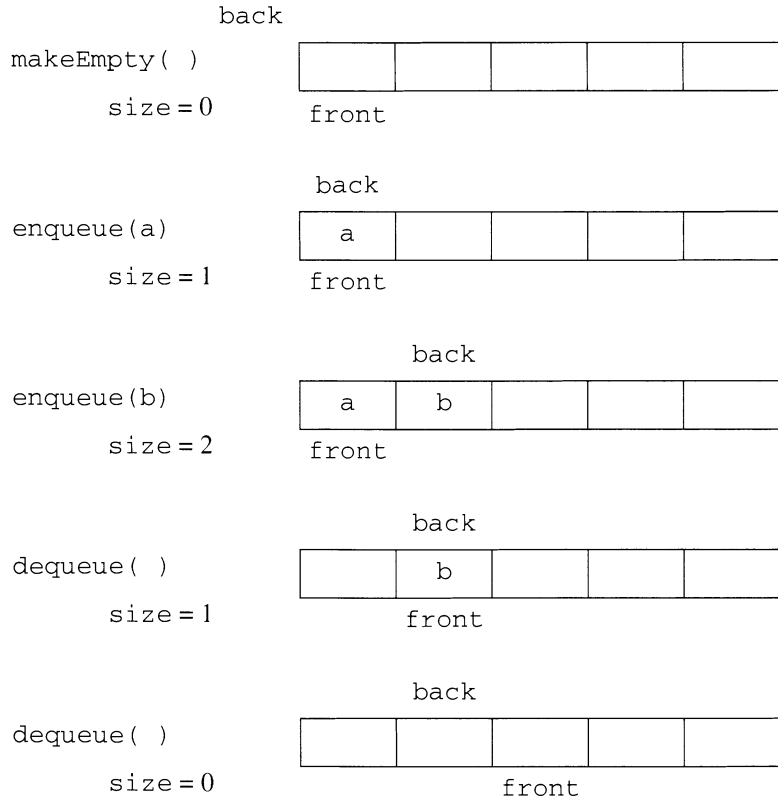 back
makeEmpty( )
size = 0
front
back
enqueue(a)
a
size = 1
front
back
enqueue(b)
a b
size = 2
front
back
dequeue( )
b
size = 1
front
back
dequeue( )
size = 0
front